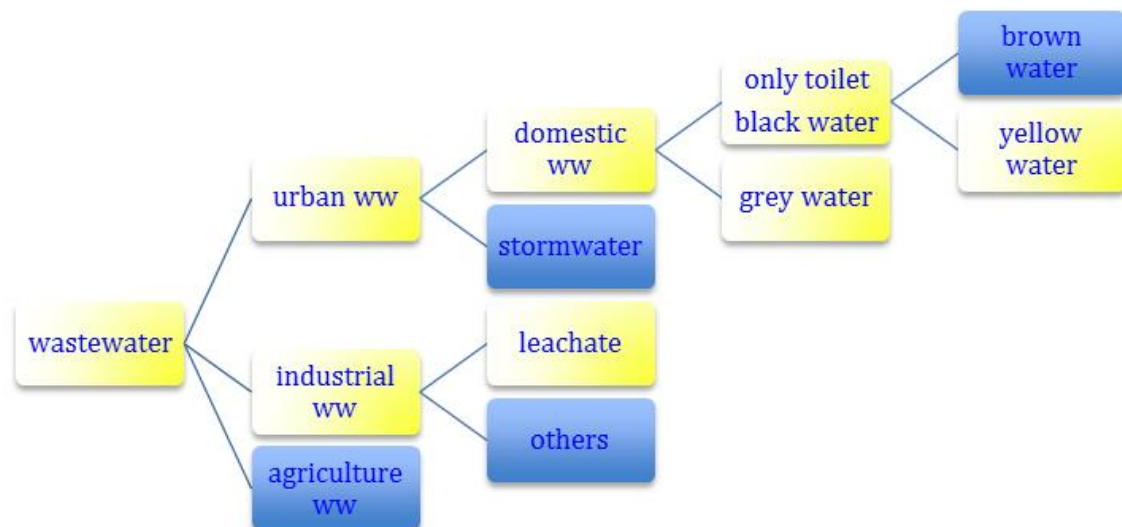 wastewater
urban ww
industrial
ww
agriculture
ww
domestic
ww
stormwater
leachate
others
only toilet
black water
grey water
brown
water
yellow
water